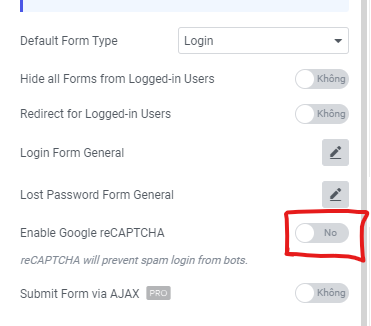 Default Form Type Login
Hide all Forms from Logged-in Users Không
Redirect for Logged-in Users Không
Login Form General
Lost Password Form General
Enable Google reCAPTCHA No
reCAPTCHA will prevent spam login from bots.
Submit Form via AJAX PRO Không